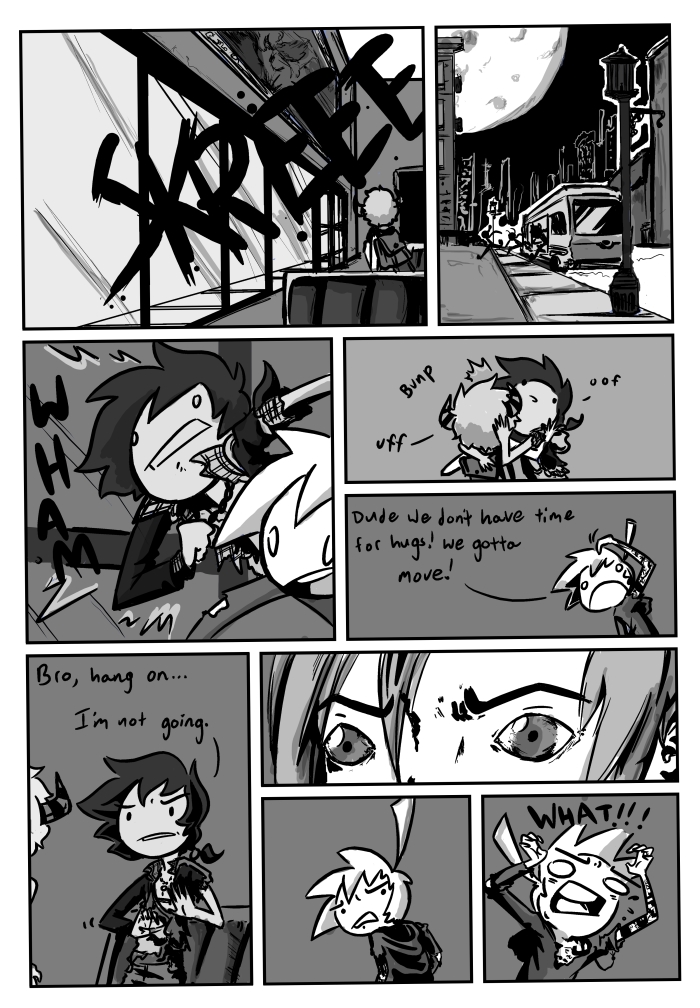 SKREEE
WHAM
BUMP
oof
uff
Dude we don't have time
for hugs! We gotta
move!
Bro, hang on...
I'm not going.
WHAT!!!